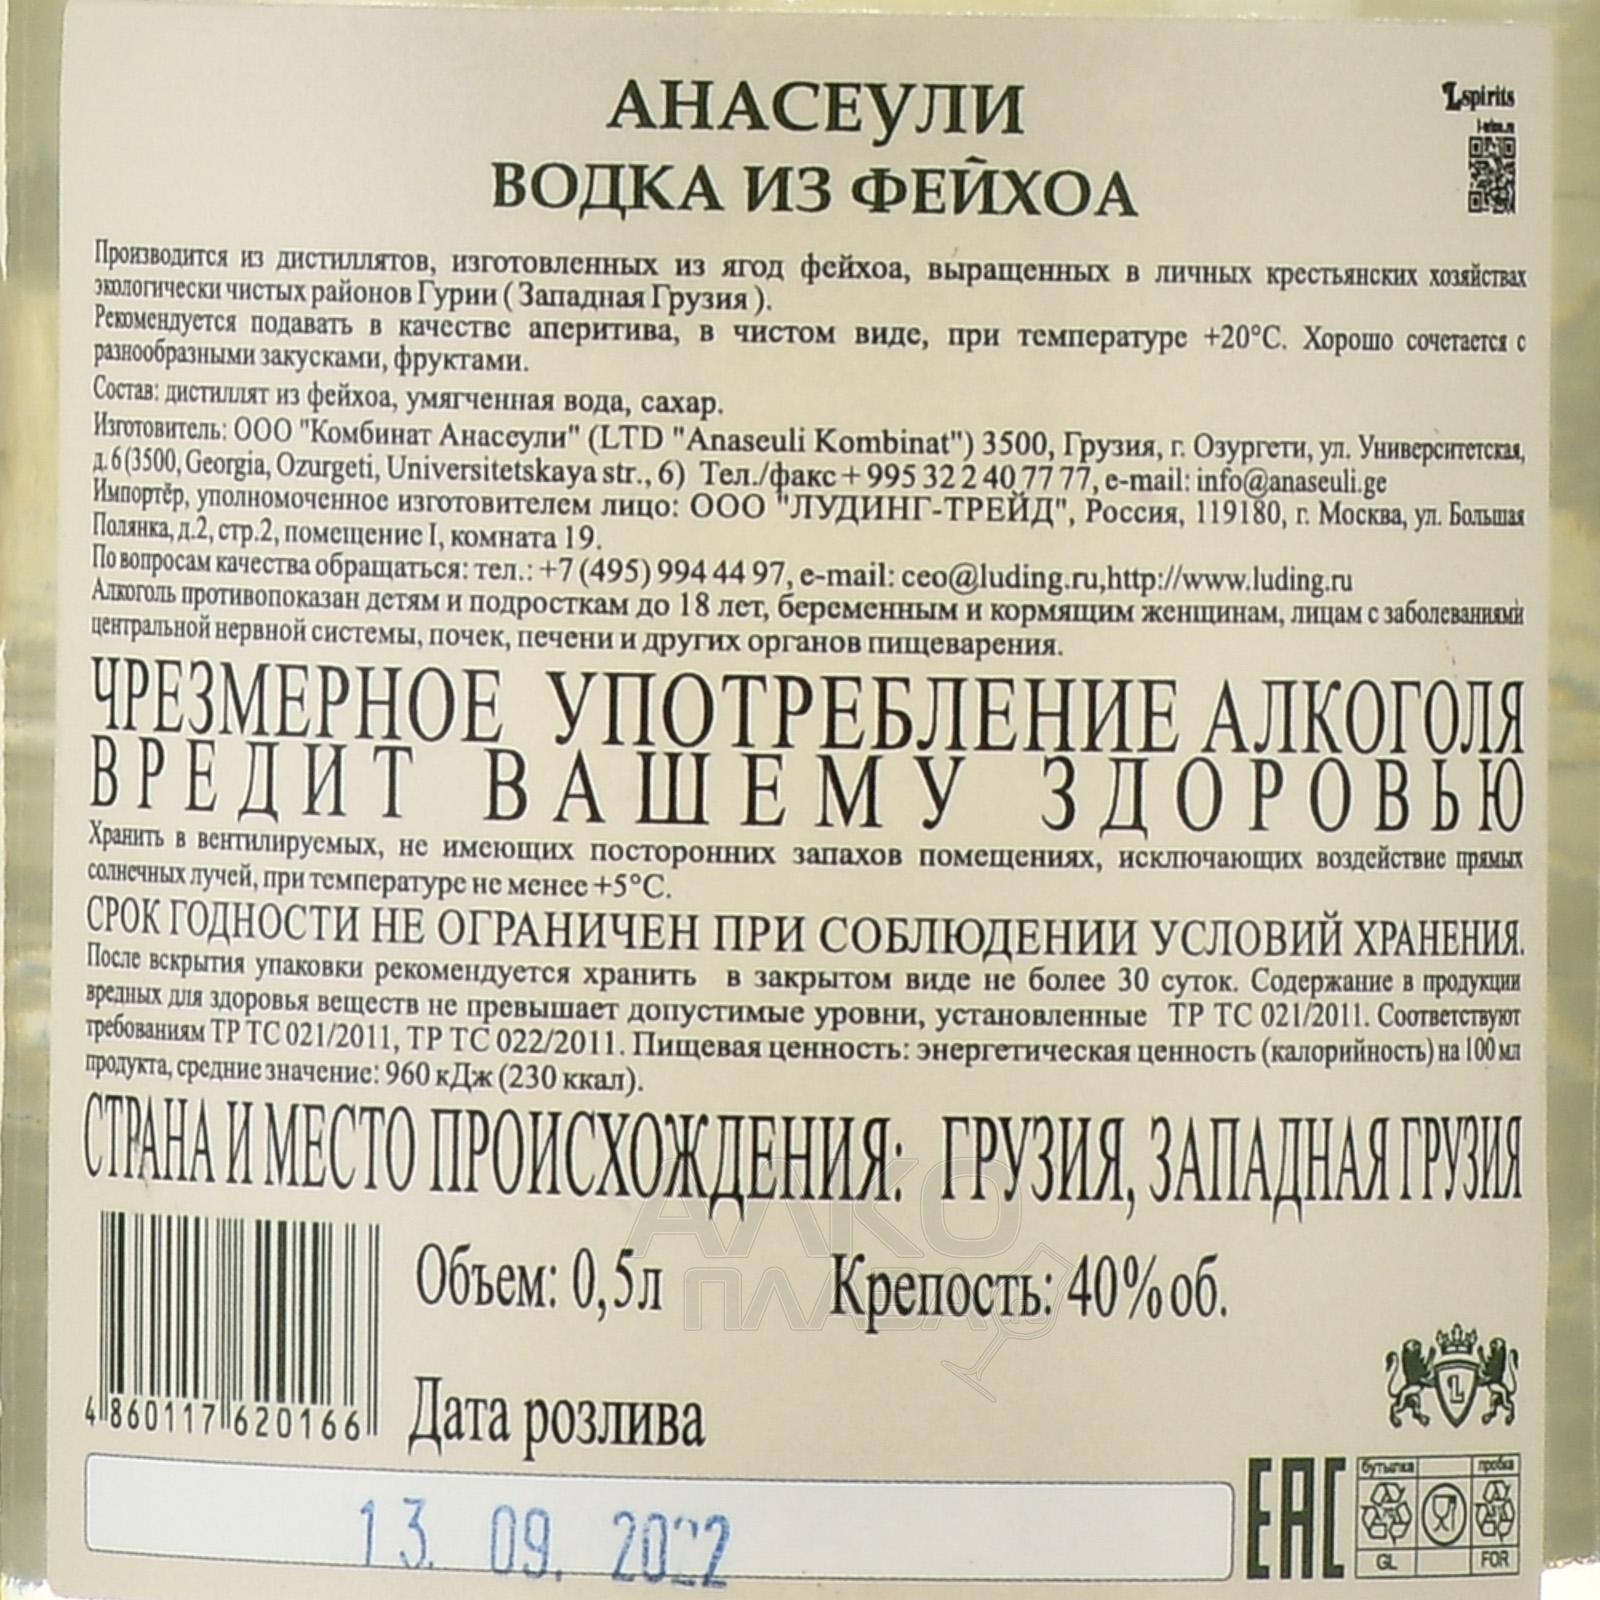 АНАСЕУЛИ
ВОДКА ИЗ ФЕЙХОА
Lspirits
l-wine.ru
Производится из дистиллятов, изготовленных из ягод фейхоа, выращенных в личных крестьянских хозяйствах
экологически чистых районов Гурии ( Западная Грузия ).
Рекомендуется подавать в качестве аперитива, в чистом виде, при температуре +20°С. Хорошо сочетается с
разнообразными закусками, фруктами.
Состав: дистиллят из фейхоа, умягченная вода, сахар.
Изготовитель: ООО "Комбинат Анасеули" (LTD "Anaseuli Kombinat") 3500, Грузия, г. Озургети, ул. Университетская,
д. 6 (3500, Georgia, Ozurgeti, Universitetskaya str., 6) Тел./факс + 995 32 2 40 77 77, e-mail: info@anaseuli.ge
Импортёр, уполномоченное изготовителем лицо: ООО "ЛУДИНГ-ТРЕЙД", Россия, 119180, г. Москва, ул. Большая
Полянка, д.2, стр.2, помещение I, комната 19.
По вопросам качества обращаться: тел.: +7 (495) 994 44 97, e-mail: ceo@luding.ru,http://www.luding.ru
Алкоголь противопоказан детям и подросткам до 18 лет, беременным и кормящим женщинам, лицам с заболеваниями
центральной нервной системы, почек, печени и других органов пищеварения.
ЧРЕЗМЕРНОЕ УПОТРЕБЛЕНИЕ АЛКОГОЛЯ
ВРЕДИТ ВАШЕМУ ЗДОРОВЬЮ
Хранить в вентилируемых, не имеющих посторонних запахов помещениях, исключающих воздействие прямых
солнечных лучей, при температуре не менее +5°С.
СРОК ГОДНОСТИ НЕ ОГРАНИЧЕН ПРИ СОБЛЮДЕНИИ УСЛОВИЙ ХРАНЕНИЯ.
После вскрытия упаковки рекомендуется хранить в закрытом виде не более 30 суток. Содержание в продукции
вредных для здоровья веществ не превышает допустимые уровни, установленные ТР ТС 021/2011. Соответствуют
требованиям ТР ТС 021/2011, ТР ТС 022/2011. Пищевая ценность: энергетическая ценность (калорийность) на 100 мл
продукта, средние значение: 960 кДж (230 ккал).
СТРАНА И МЕСТО ПРОИСХОЖДЕНИЯ: ГРУЗИЯ, ЗАПАДНАЯ ГРУЗИЯ
АЛКО
ПЛАЗА
Объем: 0,5л Крепость: 40%об.
4 860117 620166
Дата розлива
13. 09. 2022
L
EAC
бутылка пробка
GL FOR